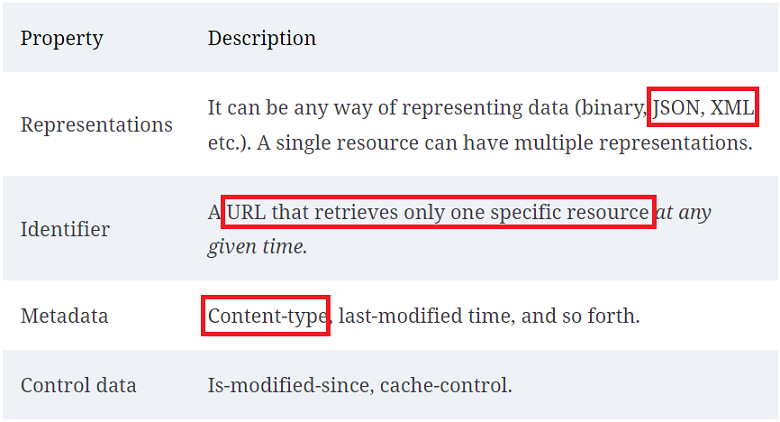 Property Description
Representations It can be any way of representing data (binary, JSON, XML
etc.). A single resource can have multiple representations.
Identifier A URL that retrieves only one specific resource at any
given time.
Metadata Content-type, last-modified time, and so forth.
Control data Is-modified-since, cache-control.